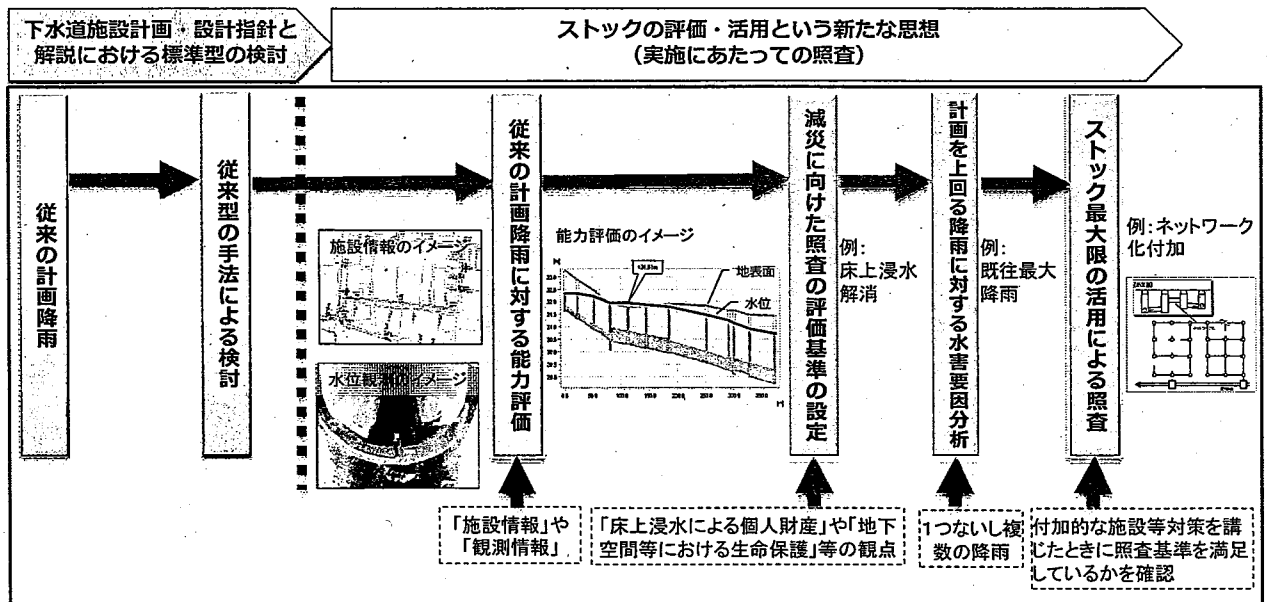 下水道施設計画・設計指針と
解説における標準型の検討
ストックの評価・活用という新たな思想
(実施にあたっての照査)
従来の計画降雨
従来型の手法による検討
施設情報のイメージ
水位観測のイメージ
従来の計画降雨に対する能力評価
能力評価のイメージ
地表面
水位
減災に向けた照査の評価基準の設定
例:
床上浸水
解消
計画を上回る降雨に対する水害要因分析
例:
既往最大
降雨
ストック最大限の活用による照査
例:ネットワーク
化付加
「施設情報」や
「観測情報」
「床上浸水による個人財産」や「地下
空間等における生命保護」等の観点
1つないし複
数の降雨
付加的な施設等対策を講
じたときに照査基準を満足
しているかを確認